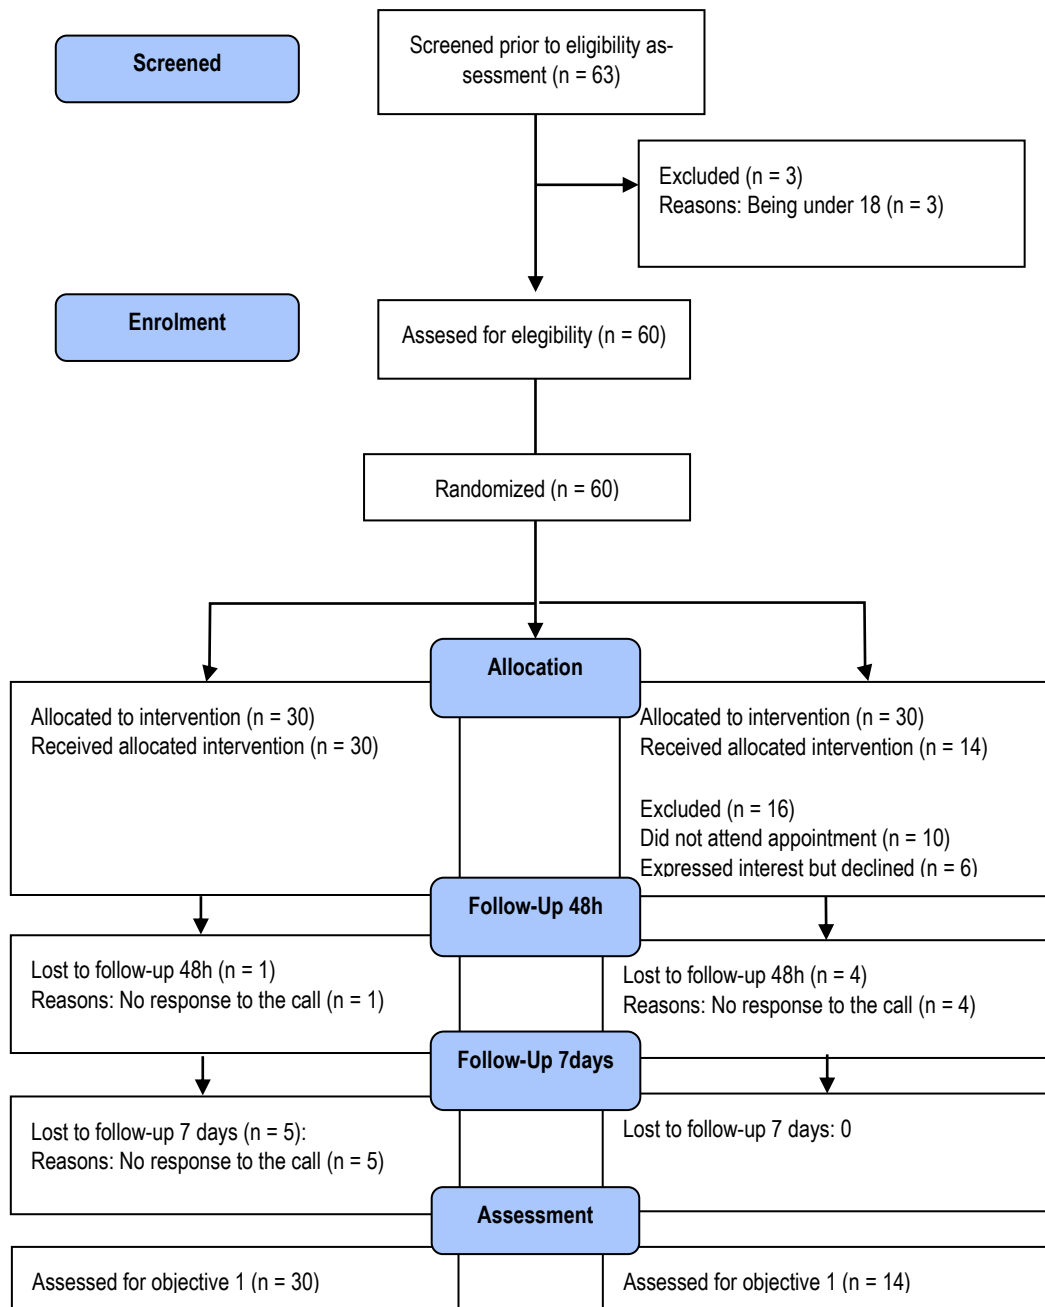 Screened
Screened prior to eligibility as-
sessment (n = 63)
Excluded (n = 3)
Reasons: Being under 18 (n = 3)
Enrolment
Assesed for elegibility (n = 60)
Randomized (n = 60)
Allocation
Allocated to intervention (n = 30)
Received allocated intervention (n = 30)
Allocated to intervention (n = 30)
Received allocated intervention (n = 14)
Excluded (n = 16)
Did not attend appointment (n = 10)
Expressed interest but declined (n = 6)
Follow-Up 48h
Lost to follow-up 48h (n = 1)
Reasons: No response to the call (n = 1)
Lost to follow-up 48h (n = 4)
Reasons: No response to the call (n = 4)
Follow-Up 7days
Lost to follow-up 7 days (n = 5):
Reasons: No response to the call (n = 5)
Lost to follow-up 7 days: 0
Assessment
Assessed for objective 1 (n = 30)
Assessed for objective 1 (n = 14)